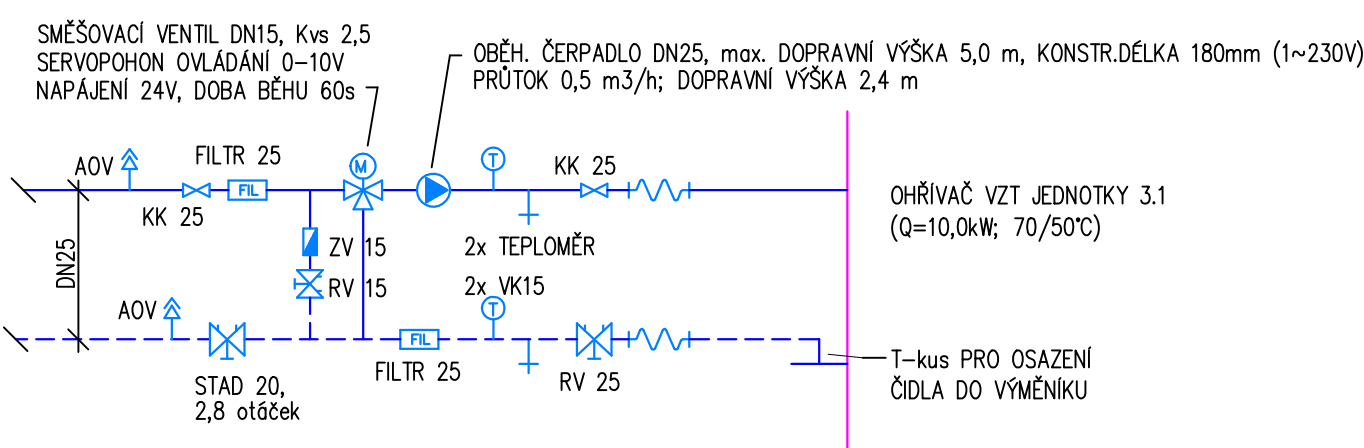 SMĚŠOVACÍ VENTIL DN15, Kvs 2,5
SERVOPOHON OVLÁDÁNÍ 0-10V
NAPÁJENÍ 24V, DOBA BĚHU 60s
OBĚH. ČERPADLO DN25, max. DOPRAVNÍ VÝŠKA 5,0 m, KONSTR.DÉLKA 180mm (1~230V)
PRŮTOK 0,5 m3/h; DOPRAVNÍ VÝŠKA 2,4 m
AOV
FILTR 25
M
T
KK 25
FIL
KK 25
OHŘÍVAČ VZT JEDNOTKY 3.1
(Q=10,0kW; 70/50°C)
DN25
ZV 15
2x TEPLOMĚR
RV 15
2x VK15
AOV
T
FIL
STAD 20,
2,8 otáček
FILTR 25
RV 25
T-kus PRO OSAZENÍ
ČIDLA DO VÝMĚNÍKU